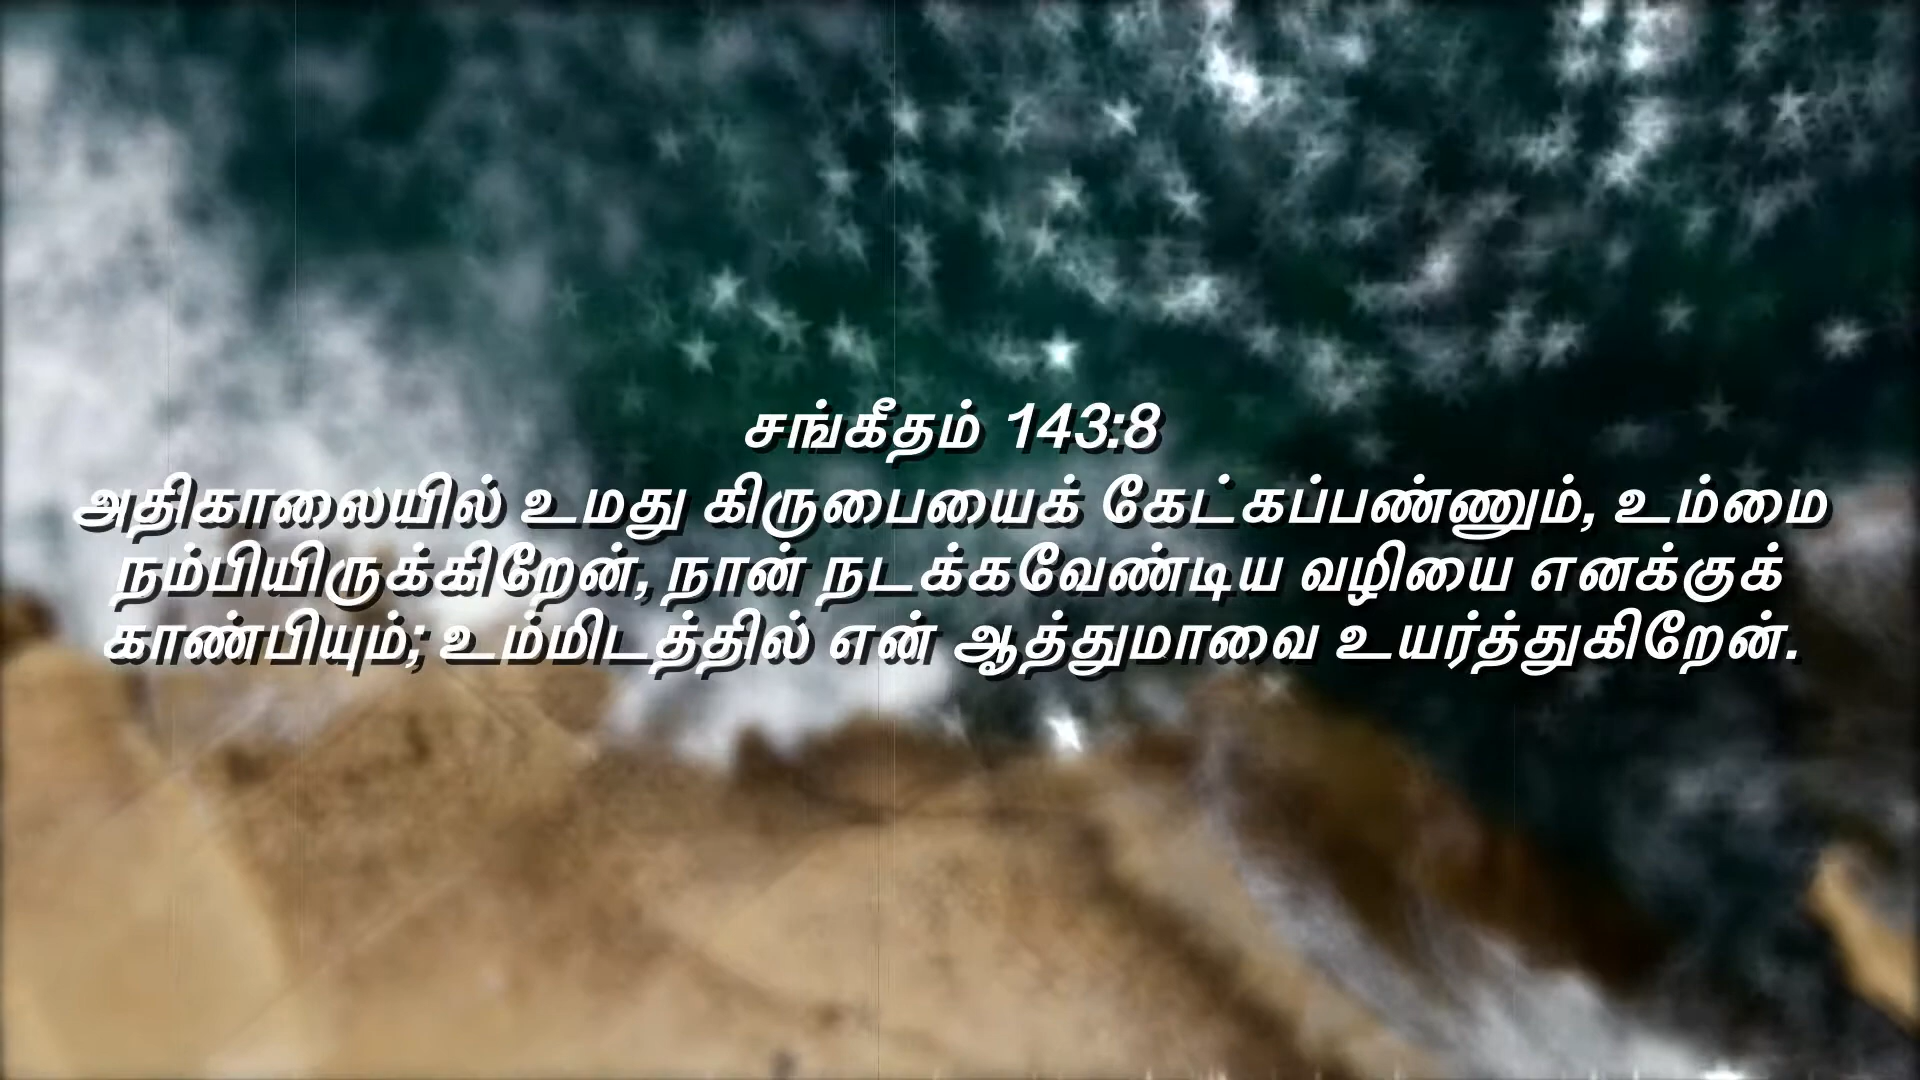 சங்கீதம் 143:8
அதிகாலையில் உமது கிருபையைக் கேட்கப்பண்ணும், உம்மை
நம்பியிருக்கிறேன், நான் நடக்கவேண்டிய வழியை எனக்குக்
காண்பியும்; உம்மிடத்தில் என் ஆத்துமாவை உயர்த்துகிறேன்.